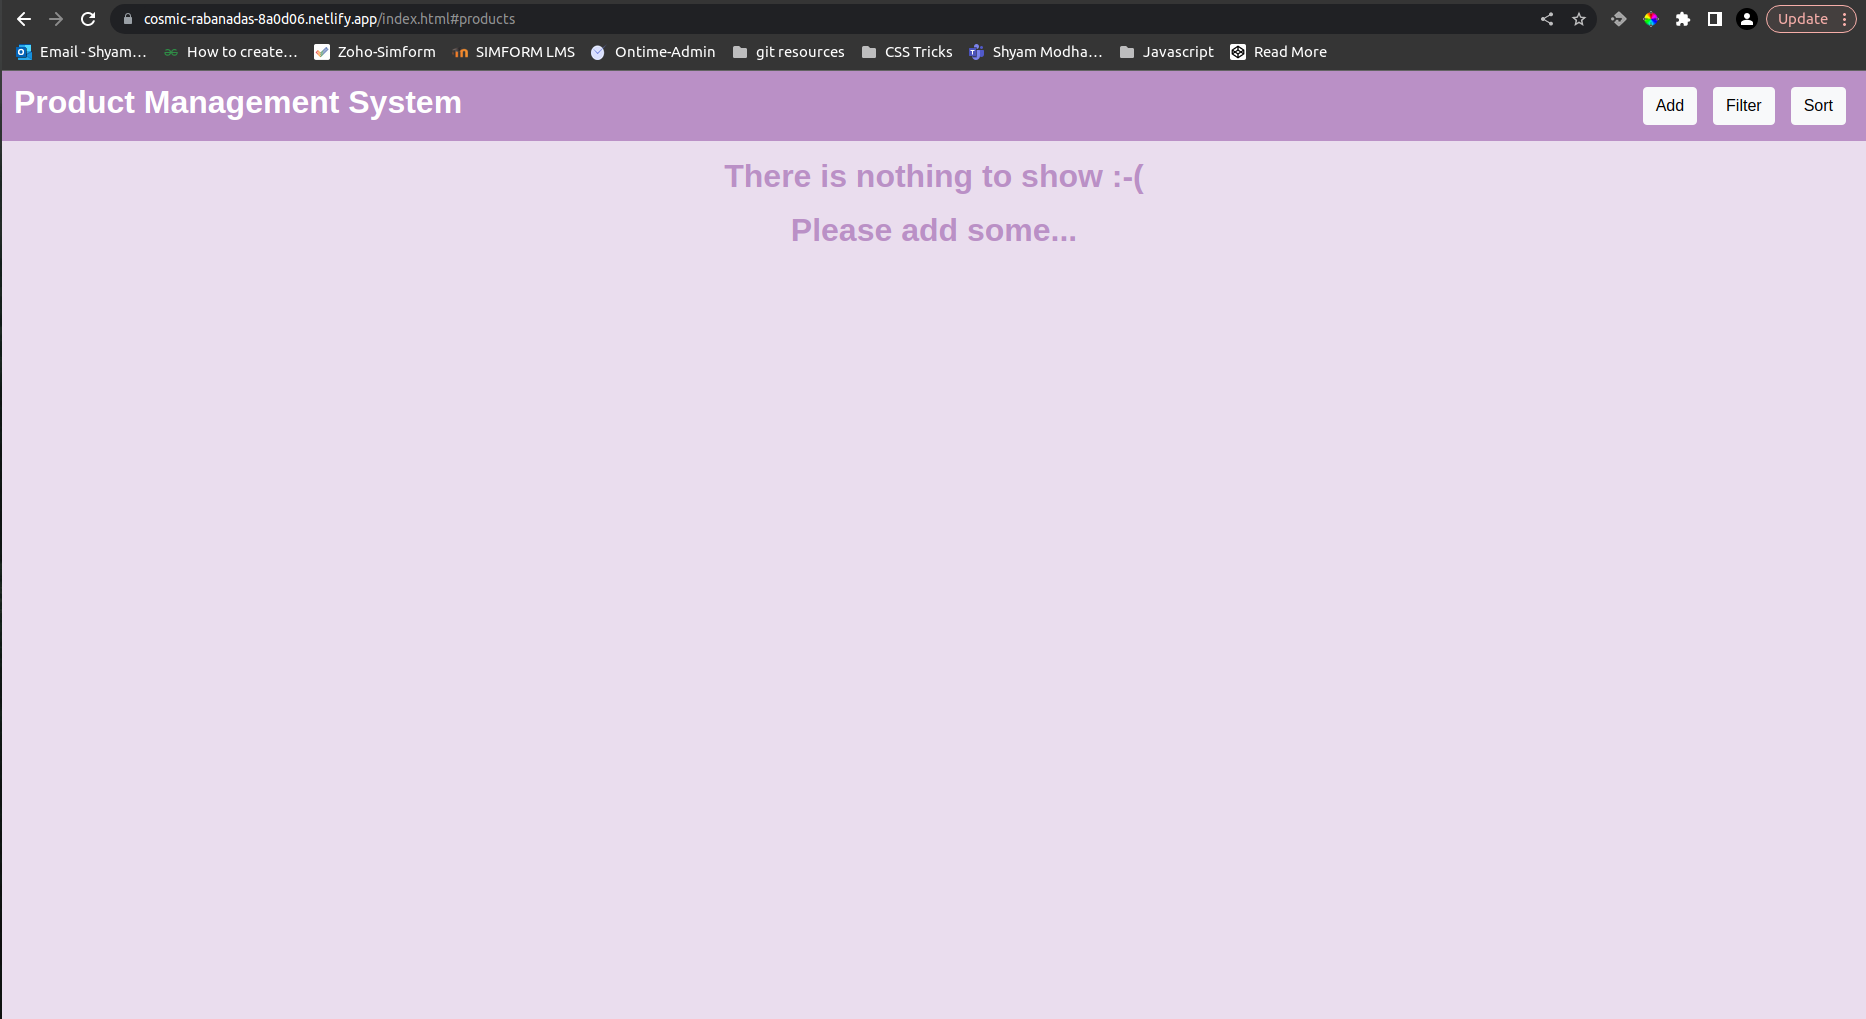 cosmic-rabanadas-8a0d06.netlify.app/index.html#products Update
Email - Shyam... How to create... Zoho-Simform SIMFORM LMS Ontime-Admin git resources CSS Tricks Shyam Modha... Javascript Read More
Product Management System Add Filter Sort
There is nothing to show :-(
Please add some...